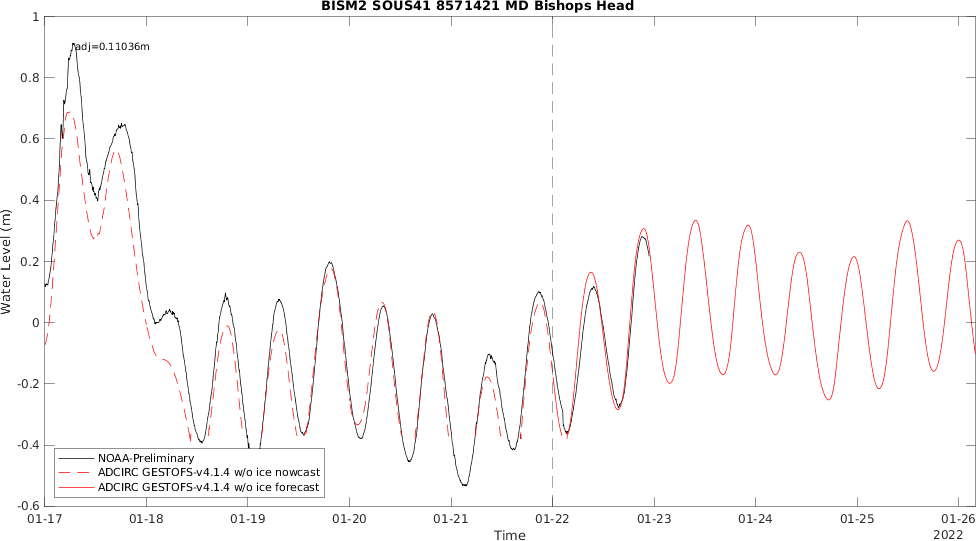 BISM2 SOUS41 8571421 MD Bishops Head
adj=0.11036m
Water Level (m)
1
0.8
0.6
0.4
0.2
0
-0.2
-0.4
-0.6
NOAA-Preliminary
ADCIRC GESTOFS-v4.1.4 w/o ice nowcast
ADCIRC GESTOFS-v4.1.4 w/o ice forecast
01-17 01-18 01-19 01-20 01-21 01-22 01-23 01-24 01-25 01-26
Time
2022